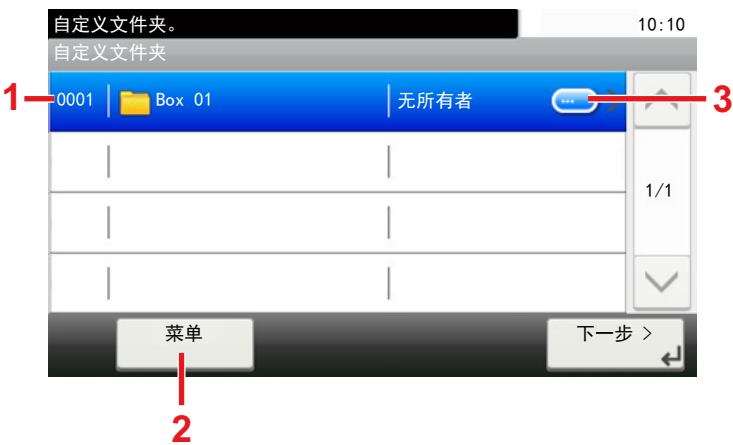 自定义文件夹。 10:10
自定义文件夹
1 0001 Box 01 无所有者 ... 3
1/1
菜单 下一步 >
2